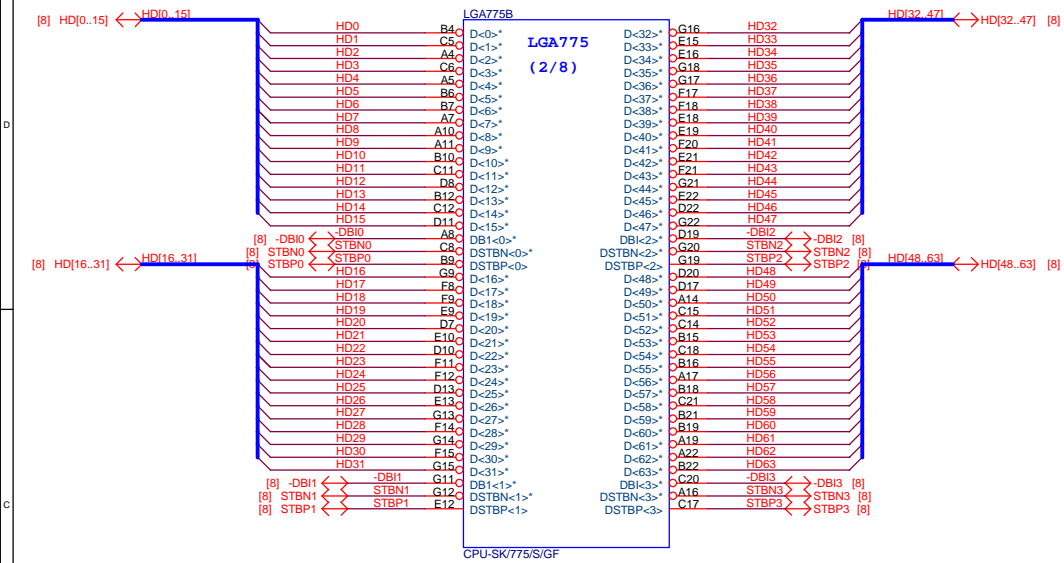 LGA775B
LGA775
(2/8)
[8] HD[0..15] HD[0..15]
HD0 B4 D<0>*
HD1 C5 D<1>*
HD2 A4 D<2>*
HD3 C6 D<3>*
HD4 A5 D<4>*
HD5 B6 D<5>*
HD6 B7 D<6>*
HD7 A7 D<7>*
HD8 A10 D<8>*
HD9 A11 D<9>*
HD10 B10 D<10>*
HD11 C11 D<11>*
HD12 D8 D<12>*
HD13 B12 D<13>*
HD14 C12 D<14>*
HD15 D11 D<15>*
[8] -DBI0 -DBI0 A8 DB1<0>*
[8] STBN0 STBN0 C8 DSTBN<0>*
[8] STBP0 STBP0 B9 DSTBP<0>
[8] HD[16..31] HD[16..31]
HD16 G9 D<16>*
HD17 F8 D<17>*
HD18 F9 D<18>*
HD19 E9 D<19>*
HD20 D7 D<20>*
HD21 E10 D<21>*
HD22 D10 D<22>*
HD23 F11 D<23>*
HD24 F12 D<24>*
HD25 D13 D<25>*
HD26 E13 D<26>*
HD27 G13 D<27>
HD28 F14 D<28>*
HD29 G14 D<29>*
HD30 F15 D<30>*
HD31 G15 D<31>*
[8] -DBI1 -DBI1 G11 DB1<1>*
[8] STBN1 STBN1 G12 DSTBN<1>*
[8] STBP1 STBP1 E12 DSTBP<1>
HD[32..47] HD[32..47] [8]
D<32>* G16 HD32
D<33>* E15 HD33
D<34>* E16 HD34
D<35>* G18 HD35
D<36>* G17 HD36
D<37>* F17 HD37
D<38>* F18 HD38
D<39>* E18 HD39
D<40>* E19 HD40
D<41>* F20 HD41
D<42>* E21 HD42
D<43>* F21 HD43
D<44>* G21 HD44
D<45>* E22 HD45
D<46>* D22 HD46
D<47>* G22 HD47
DBI<2>* D19 -DBI2 -DBI2 [8]
DSTBN<2>* G20 STBN2 STBN2 [8]
DSTBP<2> G19 STBP2 STBP2 [8]
HD[48..63] HD[48..63] [8]
D<48>* D20 HD48
D<49>* D17 HD49
D<50>* A14 HD50
D<51>* C15 HD51
D<52>* C14 HD52
D<53>* B15 HD53
D<54>* C18 HD54
D<55>* B16 HD55
D<56>* A17 HD56
D<57>* B18 HD57
D<58>* C21 HD58
D<59>* B21 HD59
D<60>* B19 HD60
D<61>* A19 HD61
D<62>* A22 HD62
D<63>* B22 HD63
DBI<3>* C20 -DBI3 -DBI3 [8]
DSTBN<3>* A16 STBN3 STBN3 [8]
DSTBP<3> C17 STBP3 STBP3 [8]
CPU-SK/775/S/GF
D
C